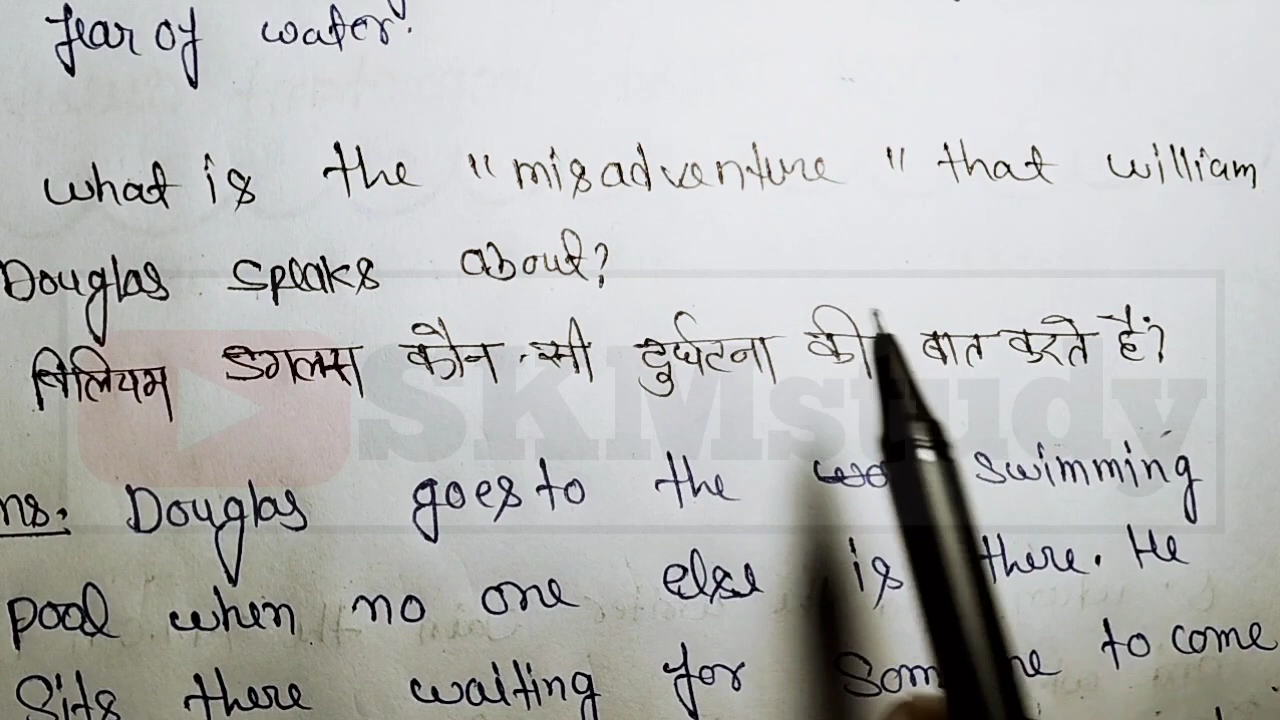 fear of water.
what is the "misadventure" that william
Douglas speaks about?
विलियम डगलस कौन-सी दुर्घटना की बात करते हैं?
SKMstudy
ns. Douglas goes to the swimming
pool when no one else is there. He
Sits there waiting for to come